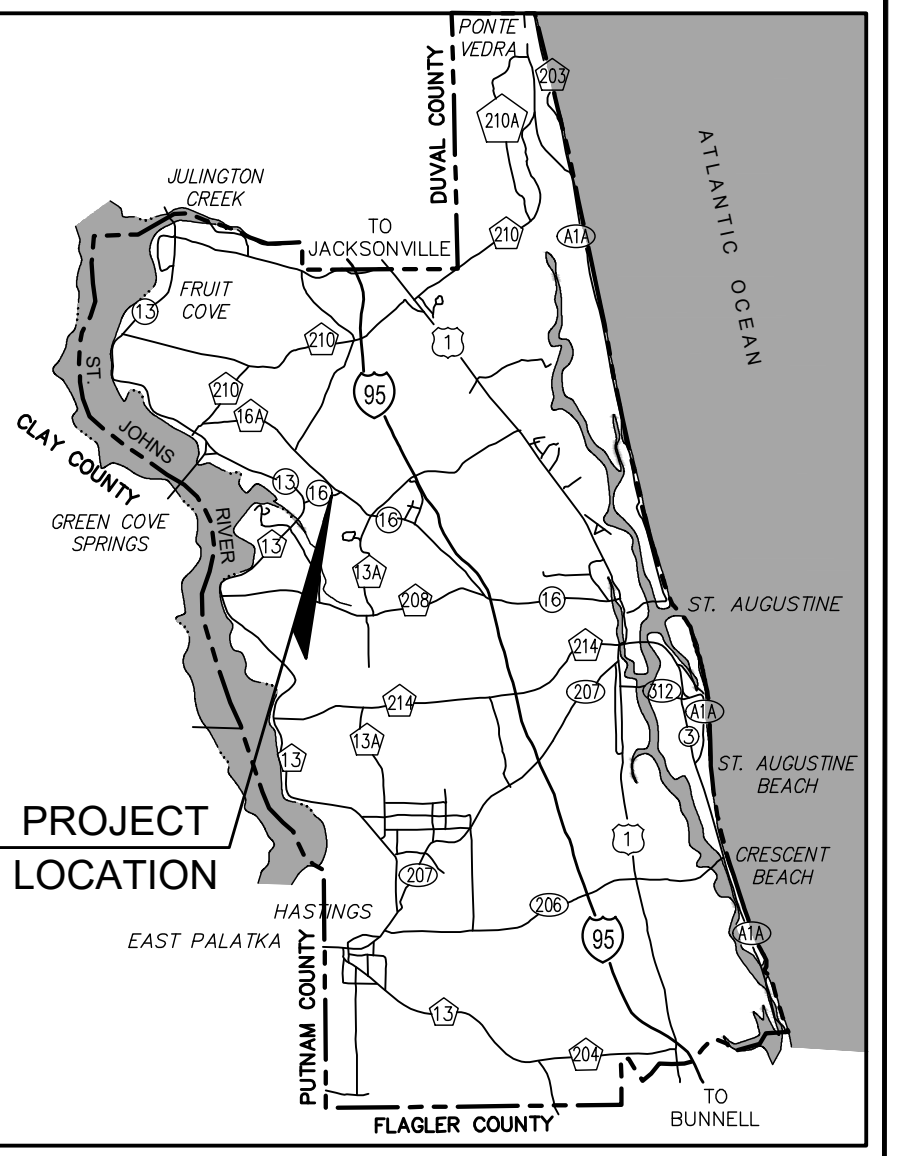 PONTE
VEDRA
203
DUVAL COUNTY
210A
ATLANTIC OCEAN
JULINGTON
CREEK
TO
JACKSONVILLE
210
A1A
FRUIT
COVE
13
210
1
ST.
210
95
16A
CLAY COUNTY
JOHNS
13
16
GREEN COVE
SPRINGS
RIVER
16
13
13A
208
16
ST. AUGUSTINE
214
207
312
214
A1A
13A
3
13
ST. AUGUSTINE
BEACH
PROJECT
LOCATION
1
CRESCENT
BEACH
207
206
HASTINGS
A1A
EAST PALATKA
95
PUTNAM COUNTY
13
204
TO
BUNNELL
FLAGLER COUNTY